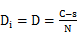 Dᵢ = D = C−s / N